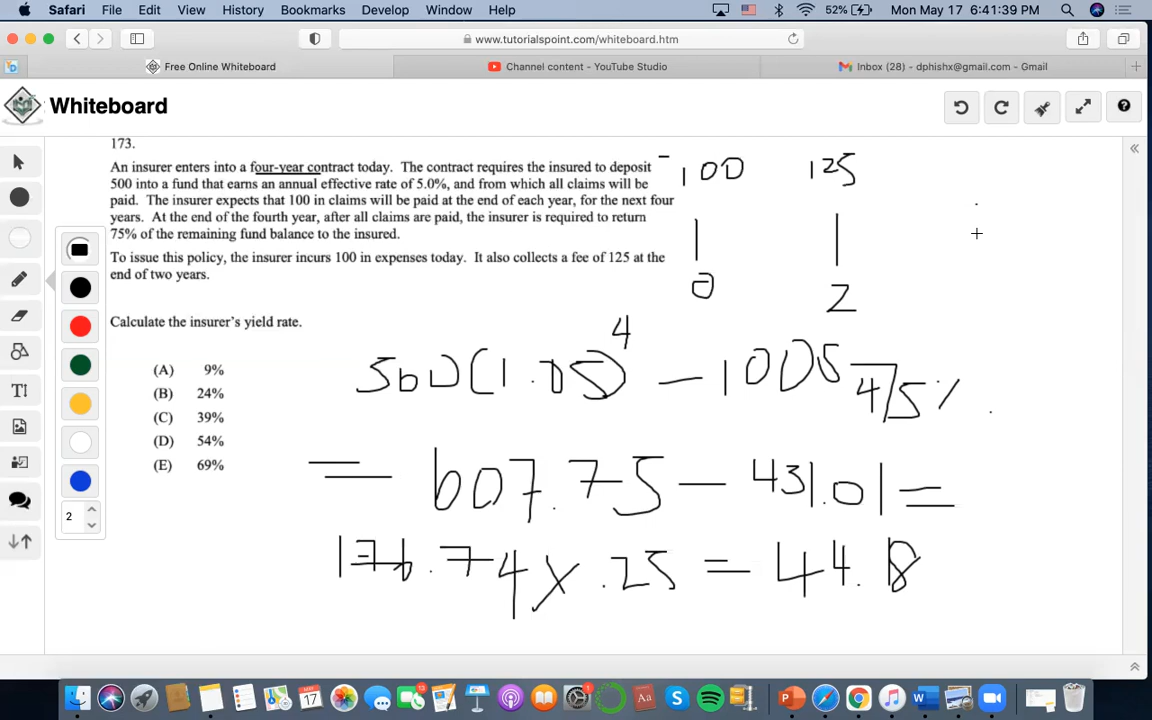 Safari File Edit View History Bookmarks Develop Window Help 52% Mon May 17 6:41:39 PM
www.tutorialspoint.com/whiteboard.htm
Free Online Whiteboard Channel content - YouTube Studio Inbox (28) - dphishx@gmail.com - Gmail
Whiteboard
173.
An insurer enters into a four-year contract today. The contract requires the insured to deposit
500 into a fund that earns an annual effective rate of 5.0%, and from which all claims will be
paid. The insurer expects that 100 in claims will be paid at the end of each year, for the next four
years. At the end of the fourth year, after all claims are paid, the insurer is required to return
75% of the remaining fund balance to the insured.
To issue this policy, the insurer incurs 100 in expenses today. It also collects a fee of 125 at the
end of two years.
Calculate the insurer's yield rate.
(A) 9%
(B) 24%
(C) 39%
(D) 54%
(E) 69%
-100 125
0 2
500(1.05)^4 - 100s4/5%
= 607.75 - 431.01 =
176.74 x .25 = 44.8
2